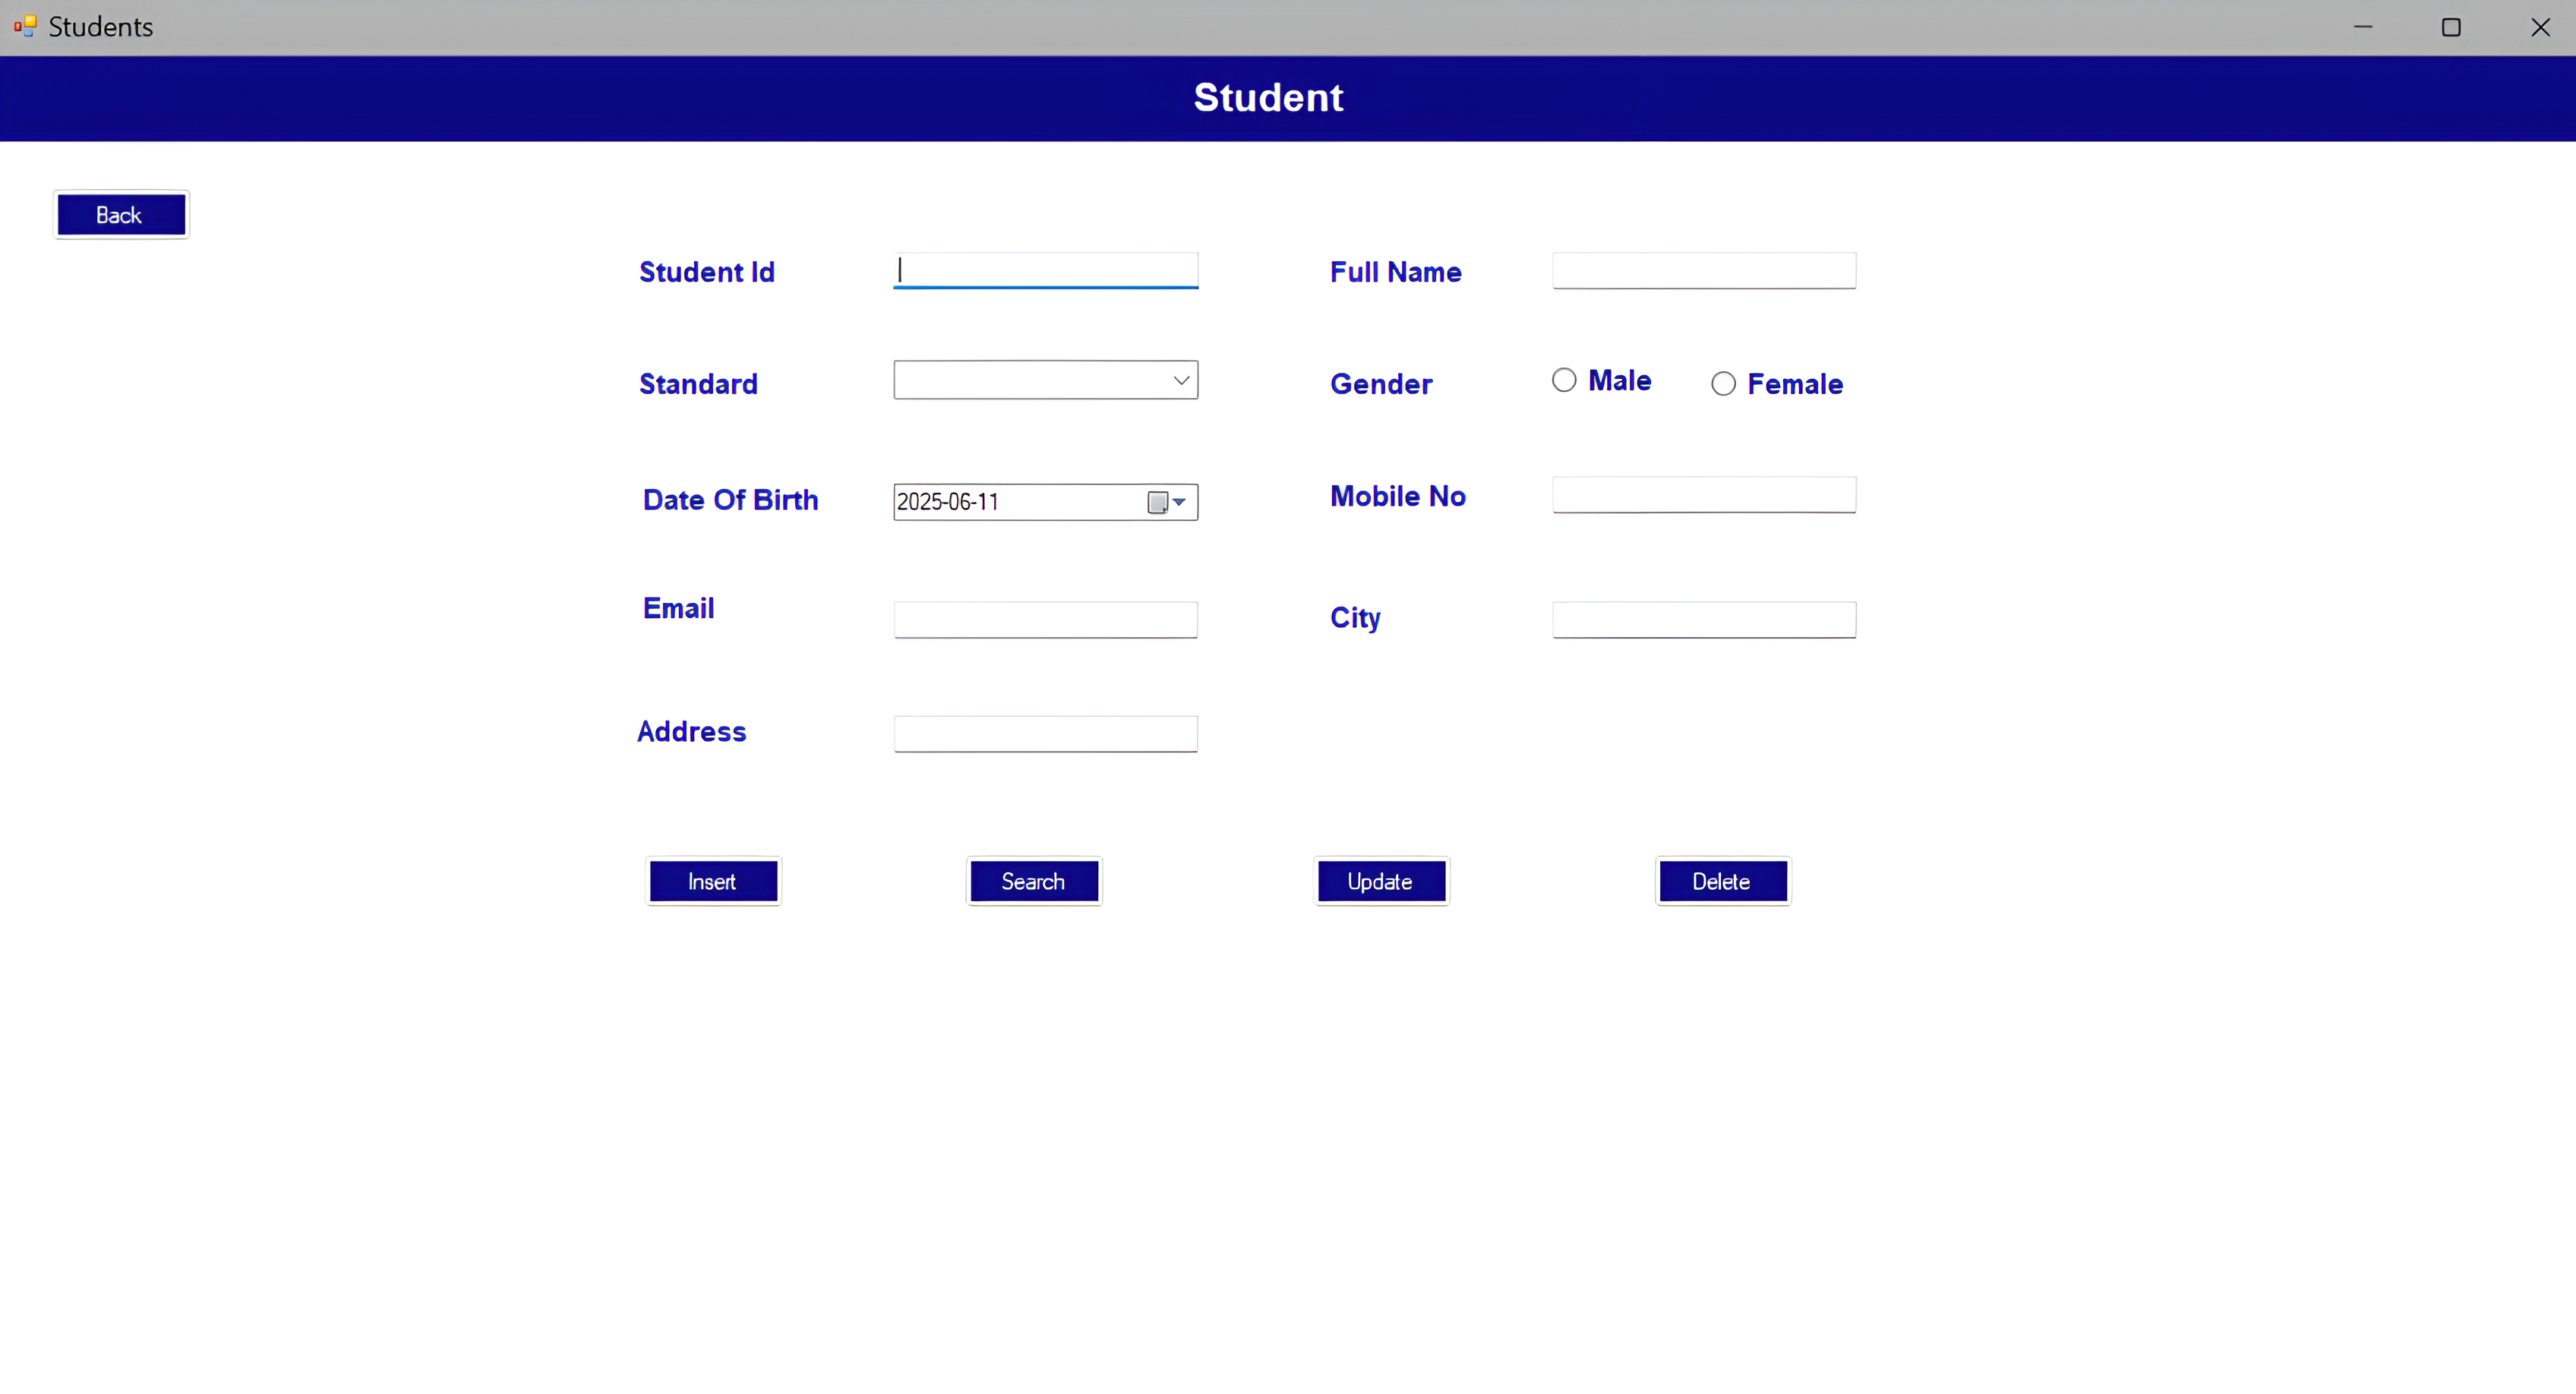 Students
Student
Back
Student Id
Full Name
Standard
Gender Male Female
Date Of Birth 2025-06-11
Mobile No
Email
City
Address
Insert Search Update Delete